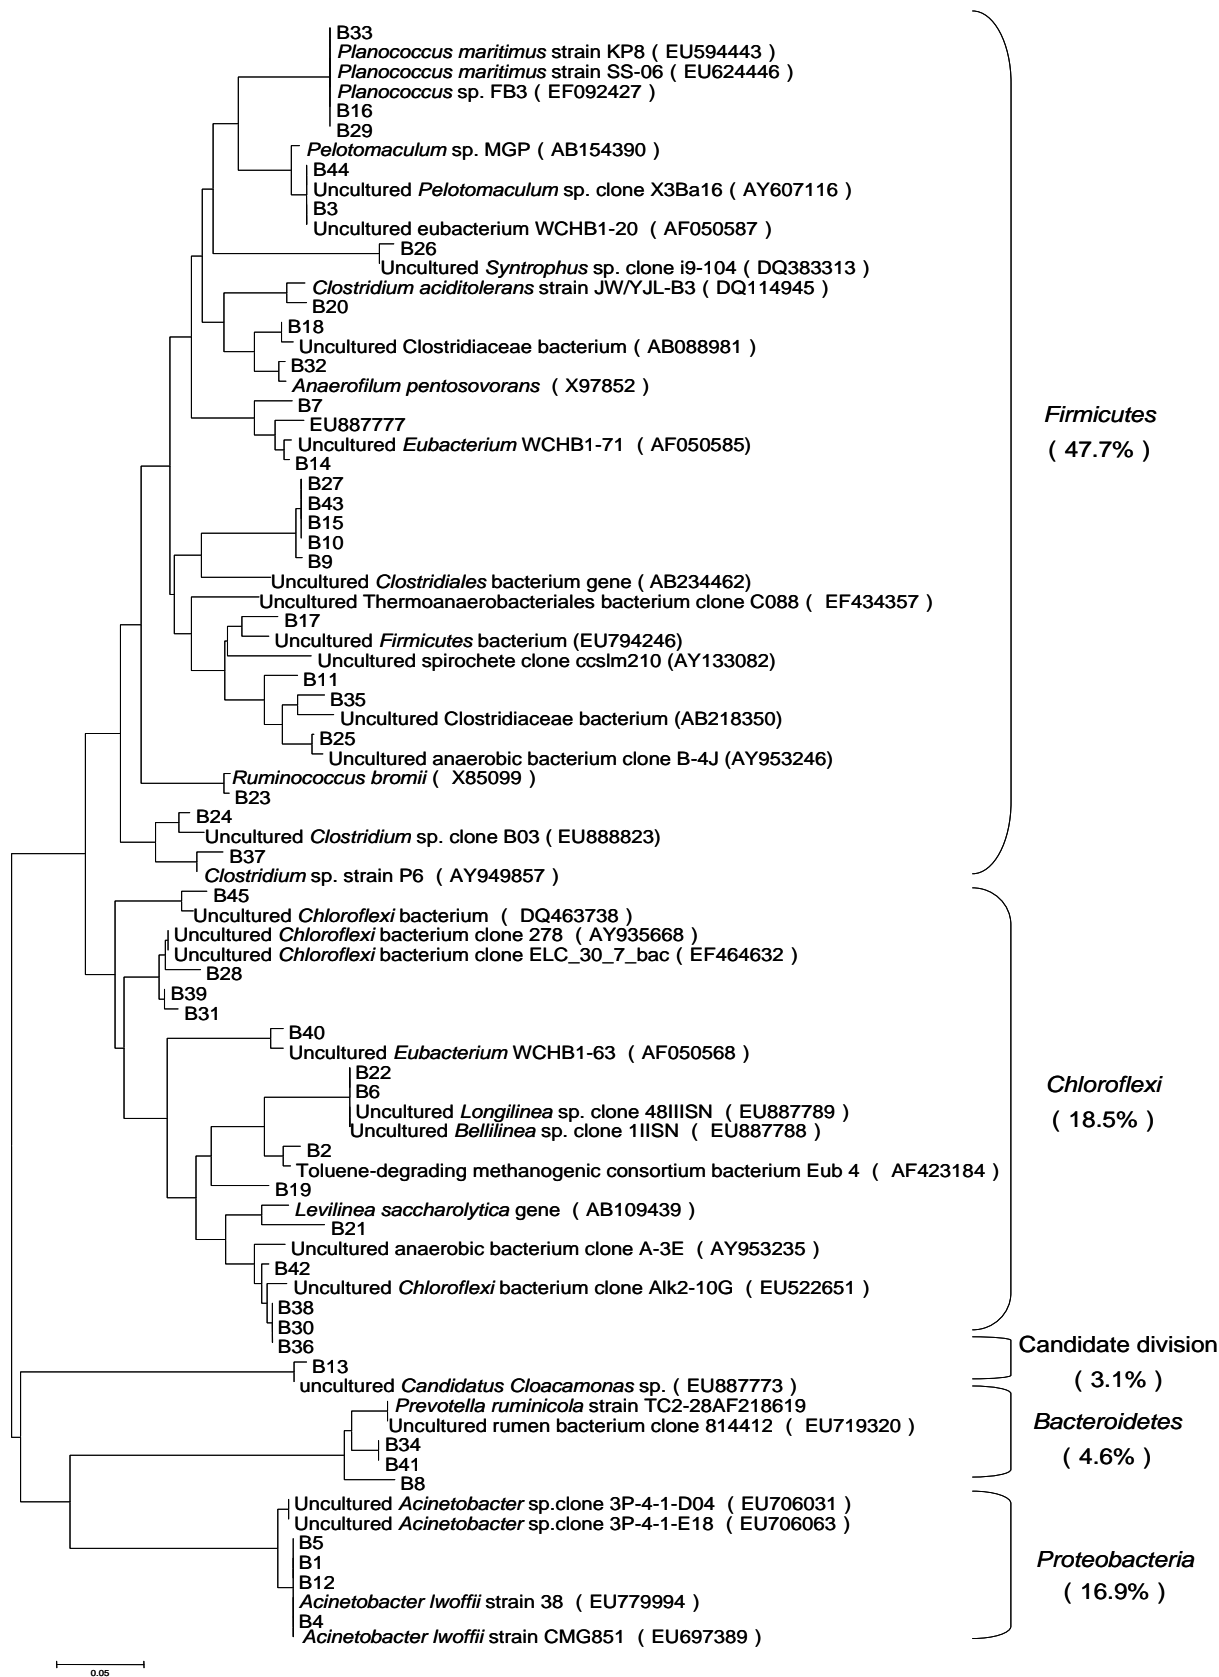 B33
Planococcus maritimus strain KP8 ( EU594443 )
Planococcus maritimus strain SS-06 ( EU624446 )
Planococcus sp. FB3 ( EF092427 )
B16
B29
Pelotomaculum sp. MGP ( AB154390 )
B44
Uncultured Pelotomaculum sp. clone X3Ba16 ( AY607116 )
B3
Uncultured eubacterium WCHB1-20 ( AF050587 )
B26
Uncultured Syntrophus sp. clone i9-104 ( DQ383313 )
Clostridium aciditolerans strain JW/YJL-B3 ( DQ114945 )
B20
B18
Uncultured Clostridiaceae bacterium ( AB088981 )
B32
Anaerofilum pentosovorans ( X97852 )
B7
EU887777
Uncultured Eubacterium WCHB1-71 ( AF050585)
B14
B27
B43
B15
B10
B9
Uncultured Clostridiales bacterium gene ( AB234462)
Uncultured Thermoanaerobacteriales bacterium clone C088 ( EF434357 )
B17
Uncultured Firmicutes bacterium (EU794246)
Uncultured spirochete clone ccslm210 (AY133082)
B11
B35
Uncultured Clostridiaceae bacterium (AB218350)
B25
Uncultured anaerobic bacterium clone B-4J (AY953246)
Ruminococcus bromii ( X85099 )
B23
B24
Uncultured Clostridium sp. clone B03 ( EU888823)
B37
Clostridium sp. strain P6 ( AY949857 )
Firmicutes
( 47.7% )
B45
Uncultured Chloroflexi bacterium ( DQ463738 )
Uncultured Chloroflexi bacterium clone 278 ( AY935668 )
Uncultured Chloroflexi bacterium clone ELC_30_7_bac ( EF464632 )
B28
B39
B31
B40
Uncultured Eubacterium WCHB1-63 ( AF050568 )
B22
B6
Uncultured Longilinea sp. clone 48IIISN ( EU887789 )
Uncultured Bellilinea sp. clone 1IISN ( EU887788 )
B2
Toluene-degrading methanogenic consortium bacterium Eub 4 ( AF423184 )
B19
Levilinea saccharolytica gene ( AB109439 )
B21
Uncultured anaerobic bacterium clone A-3E ( AY953235 )
B42
Uncultured Chloroflexi bacterium clone Alk2-10G ( EU522651 )
B38
B30
B36
Chloroflexi
( 18.5% )
B13
uncultured Candidatus Cloacamonas sp. ( EU887773 )
Candidate division
( 3.1% )
Prevotella ruminicola strain TC2-28AF218619
Uncultured rumen bacterium clone 814412 ( EU719320 )
B34
B41
B8
Bacteroidetes
( 4.6% )
Uncultured Acinetobacter sp.clone 3P-4-1-D04 ( EU706031 )
Uncultured Acinetobacter sp.clone 3P-4-1-E18 ( EU706063 )
B5
B1
B12
Acinetobacter lwoffii strain 38 ( EU779994 )
B4
Acinetobacter lwoffii strain CMG851 ( EU697389 )
Proteobacteria
( 16.9% )
0.05